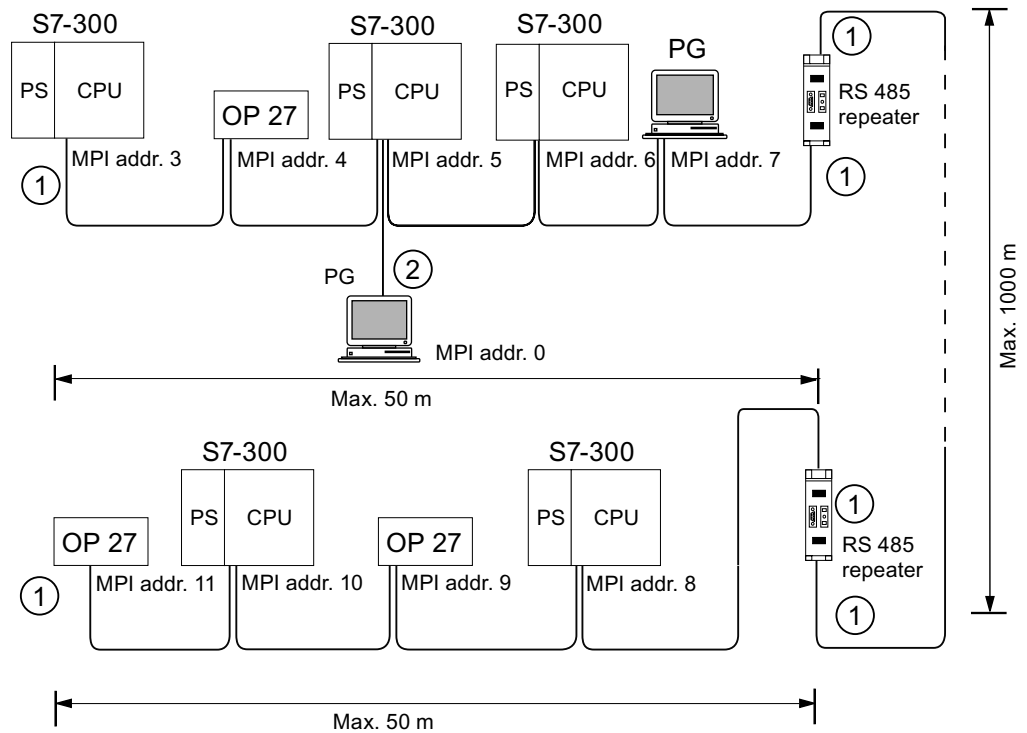 S7-300
PS
CPU
MPI addr. 3
1
OP 27
MPI addr. 4
S7-300
PS
CPU
MPI addr. 5
S7-300
PS
CPU
MPI addr. 6
PG
MPI addr. 7
1
RS 485
repeater
1
Max. 1000 m
2
PG
MPI addr. 0
Max. 50 m
OP 27
MPI addr. 11
1
S7-300
PS
CPU
MPI addr. 10
OP 27
MPI addr. 9
S7-300
PS
CPU
MPI addr. 8
1
RS 485
repeater
1
Max. 50 m